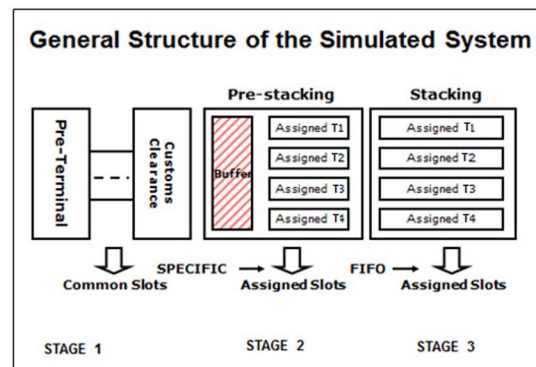 General Structure of the Simulated System
Pre-stacking
Stacking
Pre-Terminal
Customs
Clearance
Buffer
Assigned T1
Assigned T2
Assigned T3
Assigned T4
Assigned T1
Assigned T2
Assigned T3
Assigned T4
SPECIFIC
FIFO
Common Slots
Assigned Slots
Assigned Slots
STAGE 1
STAGE 2
STAGE 3